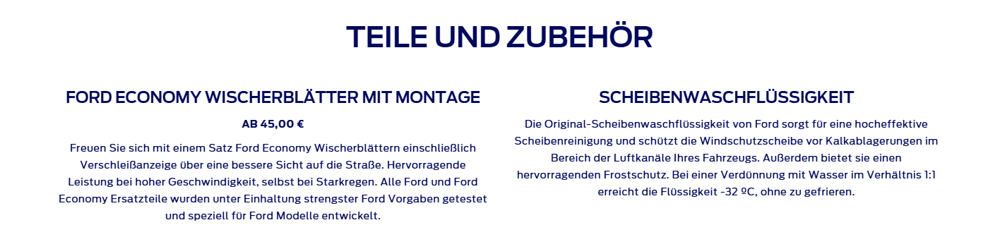 TEILE UND ZUBEHÖR
FORD ECONOMY WISCHERBLÄTTER MIT MONTAGE
AB 45,00 €
Freuen Sie sich mit einem Satz Ford Economy Wischerblättern einschließlich
Verschleißanzeige über eine bessere Sicht auf die Straße. Hervorragende
Leistung bei hoher Geschwindigkeit, selbst bei Starkregen. Alle Ford und Ford
Economy Ersatzteile wurden unter Einhaltung strengster Ford Vorgaben getestet
und speziell für Ford Modelle entwickelt.
SCHEIBENWASCHFLÜSSIGKEIT
Die Original-Scheibenwaschflüssigkeit von Ford sorgt für eine hocheffektive
Scheibenreinigung und schützt die Windschutzscheibe vor Kalkablagerungen im
Bereich der Luftkanäle Ihres Fahrzeugs. Außerdem bietet sie einen
hervorragenden Frostschutz. Bei einer Verdünnung mit Wasser im Verhältnis 1:1
erreicht die Flüssigkeit -32 ºC, ohne zu gefrieren.